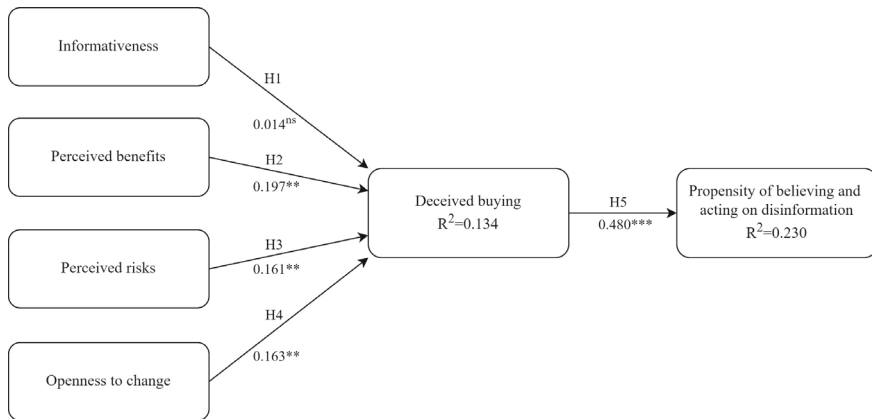 Informativeness
H1
0.014ns
Perceived benefits
H2
0.197**
Perceived risks
H3
0.161**
Openness to change
H4
0.163**
Deceived buying
R²=0.134
H5
0.480***
Propensity of believing and
acting on disinformation
R²=0.230